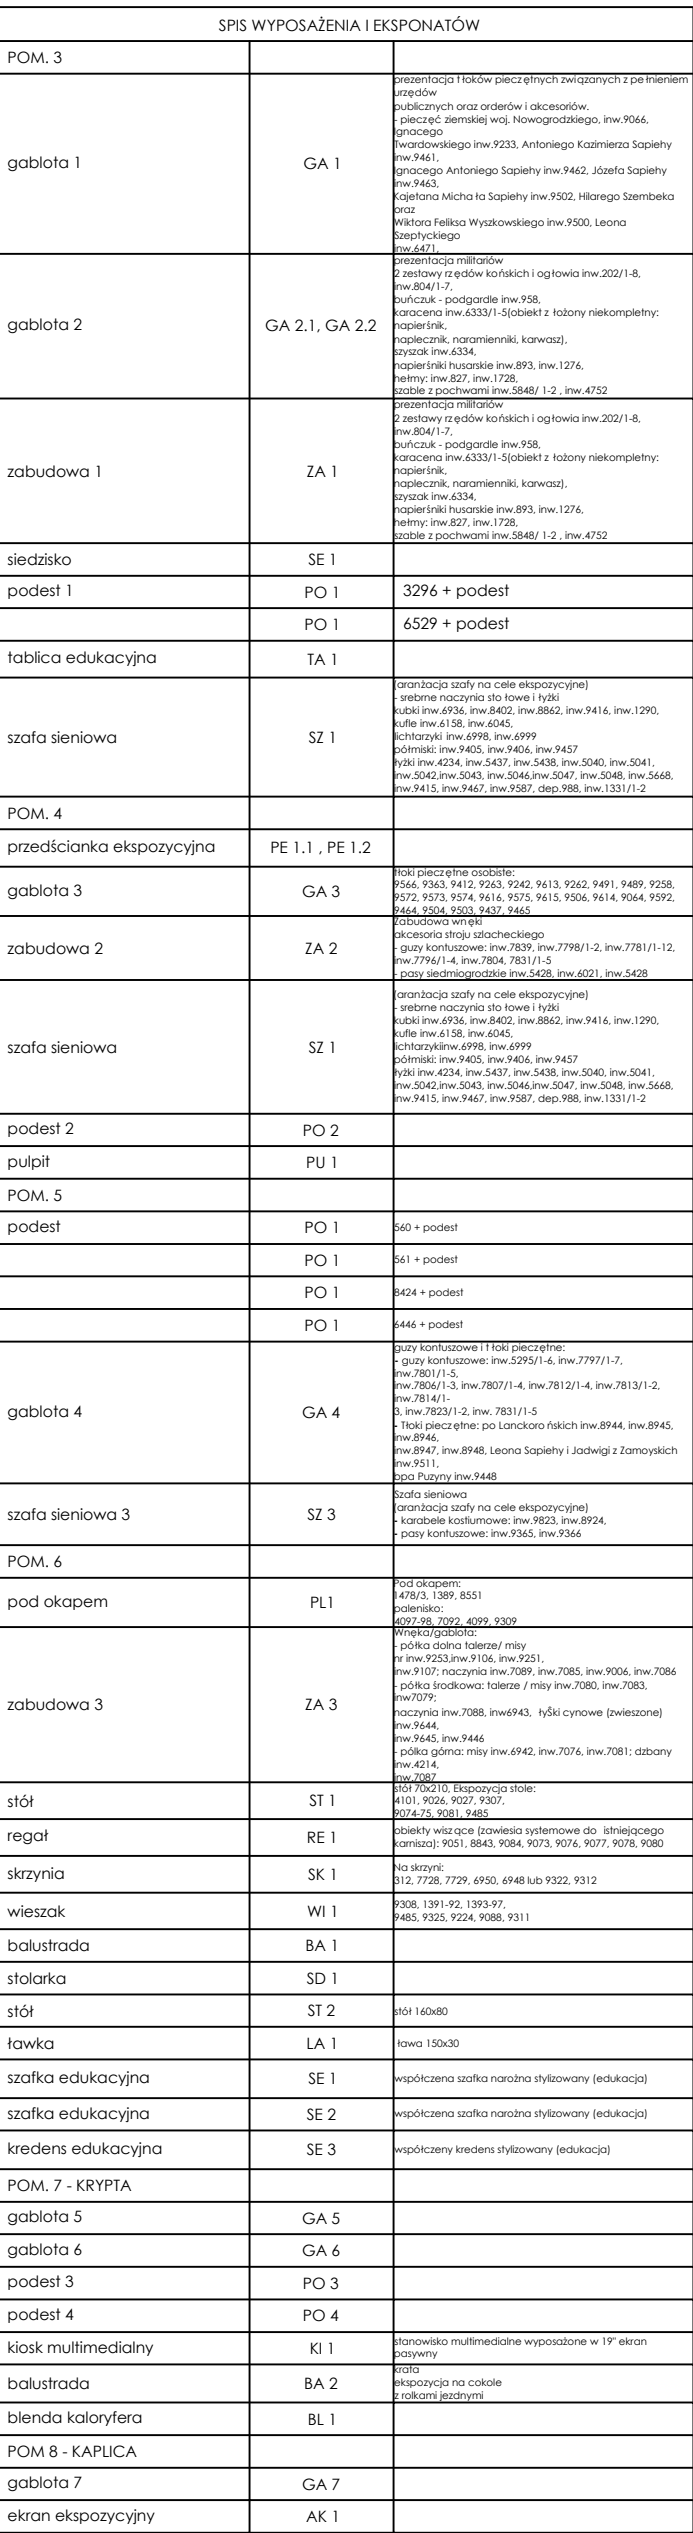 SPIS WYPOSAŻENIA I EKSPONATÓW
POM. 3
gablota 1
GA 1
prezentacja tłoków pieczętnych związanych z pełnieniem
urzędów
publicznych oraz orderów i akcesoriów.
- pieczęć ziemskiej woj. Nowogrodzkiego, inw.9066,
Ignacego
Twardowskiego inw.9233, Antoniego Kazimierza Sapiehy
inw.9461,
Ignacego Antoniego Sapiehy inw.9462, Józefa Sapiehy
inw.9463,
Kajetana Micha ła Sapiehy inw.9502, Hilarego Szembeka
oraz
Wiktora Feliksa Wyszkowskiego inw.9500, Leona
Szeptyckiego
inw.6471,
gablota 2
GA 2.1, GA 2.2
prezentacja militariów
2 zestawy rzędów końskich i ogłowia inw.202/1-8,
inw.804/1-7,
buńczuk - podgardle inw.958,
karacena inw.6333/1-5(obiekt z łożony niekompletny:
napierśnik,
naplecznik, naramienniki, karwasz),
szyszak inw.6334,
napierśniki husarskie inw.893, inw.1276,
hełmy: inw.827, inw.1728,
szable z pochwami inw.5848/ 1-2 , inw.4752
zabudowa 1
ZA 1
prezentacja militariów
2 zestawy rzędów końskich i ogłowia inw.202/1-8,
inw.804/1-7,
buńczuk - podgardle inw.958,
karacena inw.6333/1-5(obiekt z łożony niekompletny:
napierśnik,
naplecznik, naramienniki, karwasz),
szyszak inw.6334,
napierśniki husarskie inw.893, inw.1276,
hełmy: inw.827, inw.1728,
szable z pochwami inw.5848/ 1-2 , inw.4752
siedzisko
SE 1
podest 1
PO 1
3296 + podest
PO 1
6529 + podest
tablica edukacyjna
TA 1
szafa sieniowa
SZ 1
(aranżacja szafy na cele ekspozycyjne)
- srebrne naczynia sto łowe i łyżki
kubki inw.6936, inw.8402, inw.8862, inw.9416, inw.1290,
kufle inw.6158, inw.6045,
lichtarzyki inw.6998, inw.6999
półmiski: inw.9405, inw.9406, inw.9457
łyżki inw.4234, inw.5437, inw.5438, inw.5040, inw.5041,
inw.5042,inw.5043, inw.5046,inw.5047, inw.5048, inw.5668,
inw.9415, inw.9467, inw.9587, dep.988, inw.1331/1-2
POM. 4
przedścianka ekspozycyjna
PE 1.1 , PE 1.2
gablota 3
GA 3
tłoki pieczętne osobiste:
9566, 9363, 9412, 9263, 9242, 9613, 9262, 9491, 9489, 9258,
9572, 9573, 9574, 9616, 9575, 9615, 9506, 9614, 9064, 9592,
9464, 9504, 9503, 9437, 9465
zabudowa 2
ZA 2
Zabudowa wnęki
akcesoria stroju szlacheckiego
- guzy kontuszowe: inw.7839, inw.7798/1-2, inw.7781/1-12,
inw.7796/1-4, inw.7804, 7831/1-5
- pasy siedmiogrodzkie inw.5428, inw.6021, inw.5428
szafa sieniowa
SZ 1
(aranżacja szafy na cele ekspozycyjne)
- srebrne naczynia sto łowe i łyżki
kubki inw.6936, inw.8402, inw.8862, inw.9416, inw.1290,
kufle inw.6158, inw.6045,
lichtarzykiinw.6998, inw.6999
półmiski: inw.9405, inw.9406, inw.9457
łyżki inw.4234, inw.5437, inw.5438, inw.5040, inw.5041,
inw.5042,inw.5043, inw.5046,inw.5047, inw.5048, inw.5668,
inw.9415, inw.9467, inw.9587, dep.988, inw.1331/1-2
podest 2
PO 2
pulpit
PU 1
POM. 5
podest
PO 1
560 + podest
PO 1
561 + podest
PO 1
8424 + podest
PO 1
6446 + podest
gablota 4
GA 4
guzy kontuszowe i t łoki pieczętne:
- guzy kontuszowe: inw.5295/1-6, inw.7797/1-7,
inw.7801/1-5,
inw.7806/1-3, inw.7807/1-4, inw.7812/1-4, inw.7813/1-2,
inw.7814/1-
3, inw.7823/1-2, inw. 7831/1-5
- Tłoki pieczętne: po Lanckoro ńskich inw.8944, inw.8945,
inw.8946,
inw.8947, inw.8948, Leona Sapiehy i Jadwigi z Zamoyskich
inw.9511,
bpa Puzyny inw.9448
szafa sieniowa 3
SZ 3
Szafa sieniowa
(aranżacja szafy na cele ekspozycyjne)
- karabele kostiumowe: inw.9823, inw.8924,
- pasy kontuszowe: inw.9365, inw.9366
POM. 6
pod okapem
PL1
Pod okapem:
1478/3, 1389, 8551
palenisko:
4097-98, 7092, 4099, 9309
zabudowa 3
ZA 3
Wnęka/gablota:
- półka dolna talerze/ misy
nr inw.9253,inw.9106, inw.9251,
inw.9107; naczynia inw.7089, inw.7085, inw.9006, inw.7086
- półka środkowa: talerze / misy inw.7080, inw.7083,
inw7079;
naczynia inw.7088, inw6943, łyŠki cynowe (zwieszone)
inw.9644,
inw.9645, inw.9446
- pólka górna: misy inw.6942, inw.7076, inw.7081; dzbany
inw.4214,
inw.7087
stół
ST 1
stół 70x210, Ekspozycja stole:
4101, 9026, 9027, 9307,
9074-75, 9081, 9485
regał
RE 1
obiekty wiszące (zawiesia systemowe do istniejącego
karnisza): 9051, 8843, 9084, 9073, 9076, 9077, 9078, 9080
skrzynia
SK 1
Na skrzyni:
312, 7728, 7729, 6950, 6948 lub 9322, 9312
wieszak
WI 1
9308, 1391-92, 1393-97,
9485, 9325, 9224, 9088, 9311
balustrada
BA 1
stolarka
SD 1
stół
ST 2
stół 160x80
ławka
LA 1
ława 150x30
szafka edukacyjna
SE 1
współczena szafka narożna stylizowany (edukacja)
szafka edukacyjna
SE 2
współczena szafka narożna stylizowany (edukacja)
kredens edukacyjna
SE 3
współczeny kredens stylizowany (edukacja)
POM. 7 - KRYPTA
gablota 5
GA 5
gablota 6
GA 6
podest 3
PO 3
podest 4
PO 4
kiosk multimedialny
KI 1
stanowisko multimedialne wyposażone w 19" ekran
pasywny
balustrada
BA 2
krata
ekspozycja na cokole
z rolkami jezdnymi
blenda kaloryfera
BL 1
POM 8 - KAPLICA
gablota 7
GA 7
ekran ekspozycyjny
AK 1